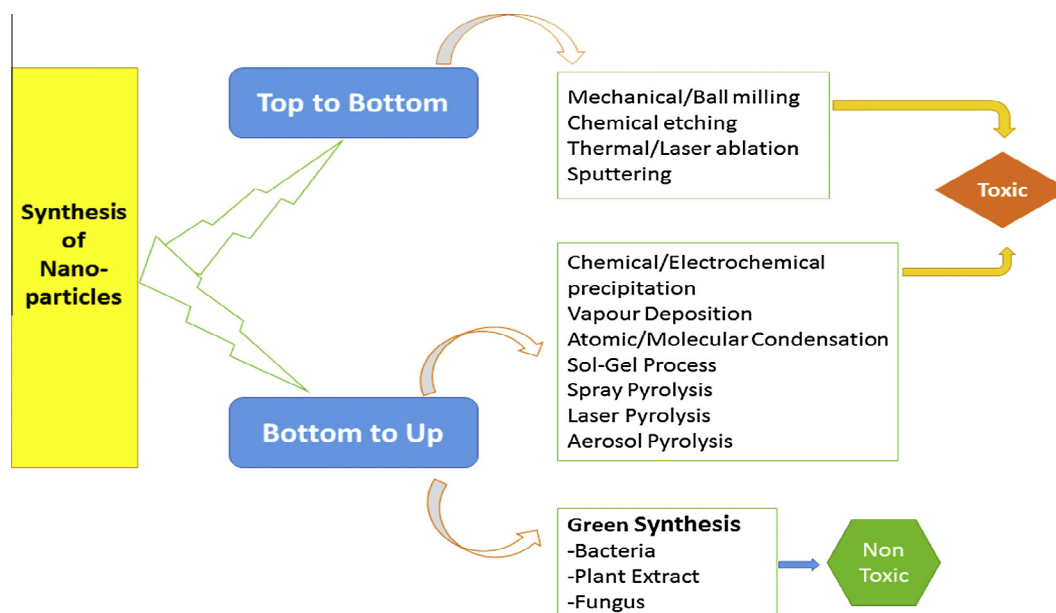 Synthesis
of
Nano-
particles
Top to Bottom
Mechanical/Ball milling
Chemical etching
Thermal/Laser ablation
Sputtering
Toxic
Chemical/Electrochemical
precipitation
Vapour Deposition
Atomic/Molecular Condensation
Sol-Gel Process
Spray Pyrolysis
Laser Pyrolysis
Aerosol Pyrolysis
Bottom to Up
Green Synthesis
-Bacteria
-Plant Extract
-Fungus
Non
Toxic